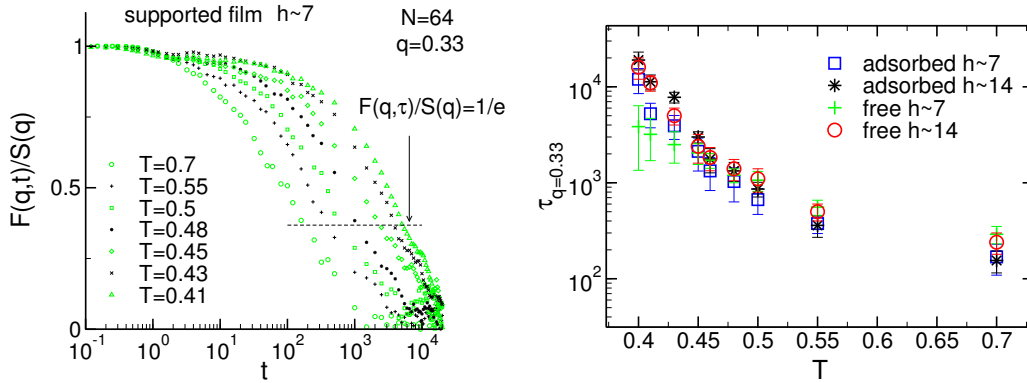 supported film h~7
N=64
q=0.33
F(q,τ)/S(q)=1/e
T=0.7
T=0.55
T=0.5
T=0.48
T=0.45
T=0.43
T=0.41
F(q,t)/S(q)
1
0.5
0
10^-1
10^0
10^1
10^2
10^3
10^4
t
adsorbed h~7
adsorbed h~14
free h~7
free h~14
τq=0.33
10^4
10^3
10^2
0.4
0.45
0.5
0.55
0.6
0.65
0.7
T